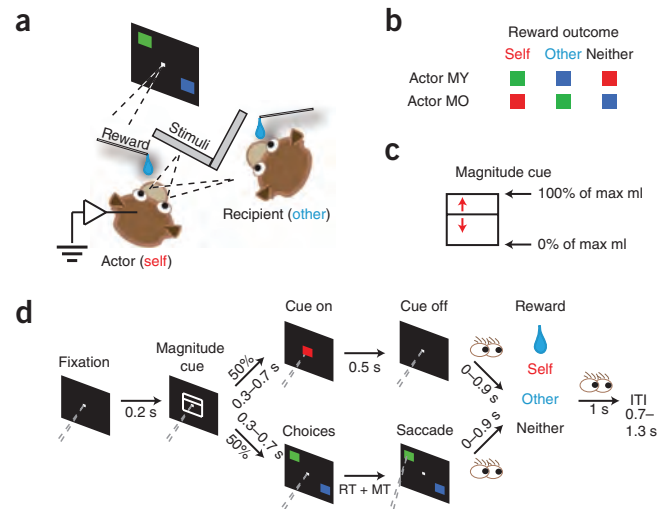 a
Reward
Stimuli
Recipient (other)
Actor (self)
b
Reward outcome
Self Other Neither
Actor MY
Actor MO
c
Magnitude cue
100% of max ml
0% of max ml
d
Fixation
0.2 s
Magnitude
cue
50%
0.3–0.7 s
Cue on
0.5 s
Cue off
0–0.9 s
0.3–0.7 s
50%
Choices
RT + MT
Saccade
0–0.9 s
Reward
Self
Other
Neither
1 s
ITI
0.7–
1.3 s